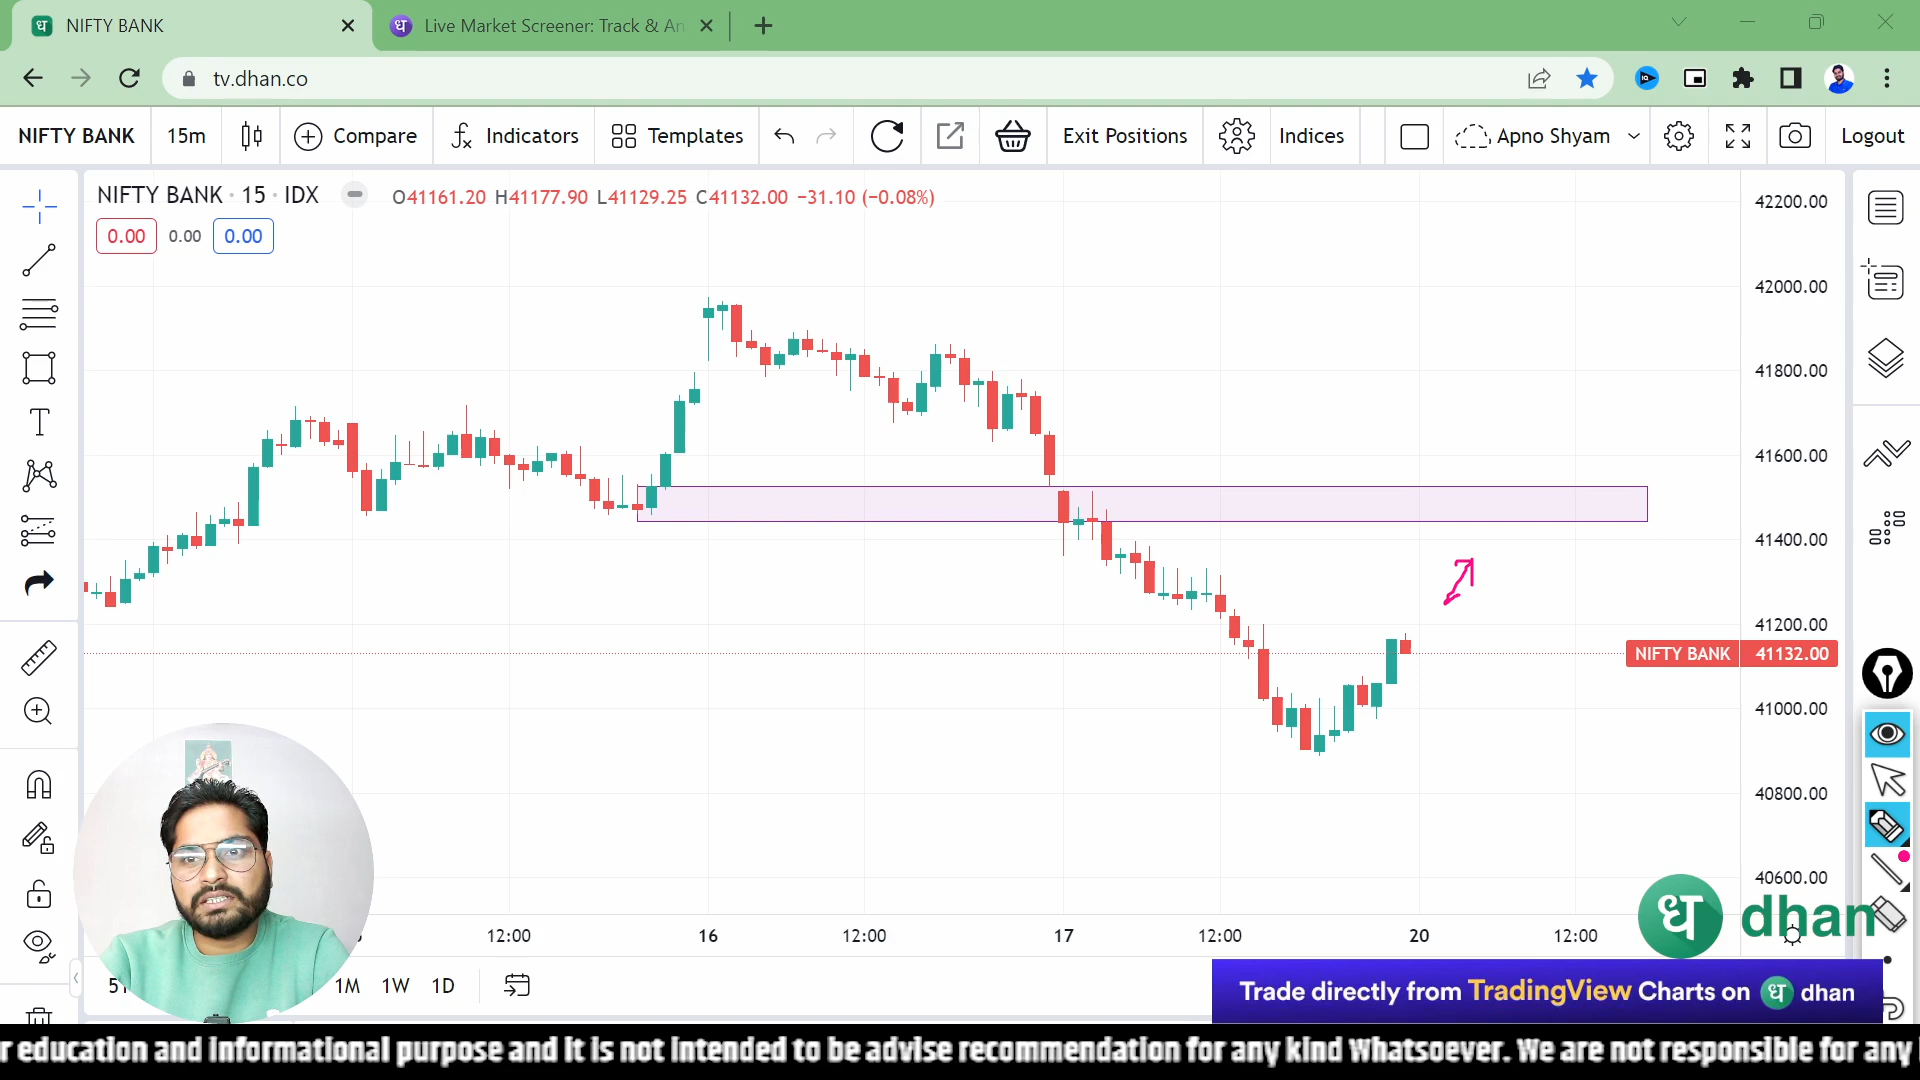 NIFTY BANK
Live Market Screener: Track & An
tv.dhan.co
NIFTY BANK 15m Compare Indicators Templates Exit Positions Indices Apno Shyam Logout
NIFTY BANK · 15 · IDX O41161.20 H41177.90 L41129.25 C41132.00 −31.10 (−0.08%)
0.00 0.00 0.00
42200.00
42000.00
41800.00
41600.00
41400.00
41200.00
NIFTY BANK 41132.00
41000.00
40800.00
40600.00
ध dhan
12:00 16 12:00 17 12:00 20 12:00
1M 1W 1D
Trade directly from TradingView Charts on ध dhan
r education and informational purpose and it is not intended to be advise recommendation for any kind Whatsoever. We are not responsible for any